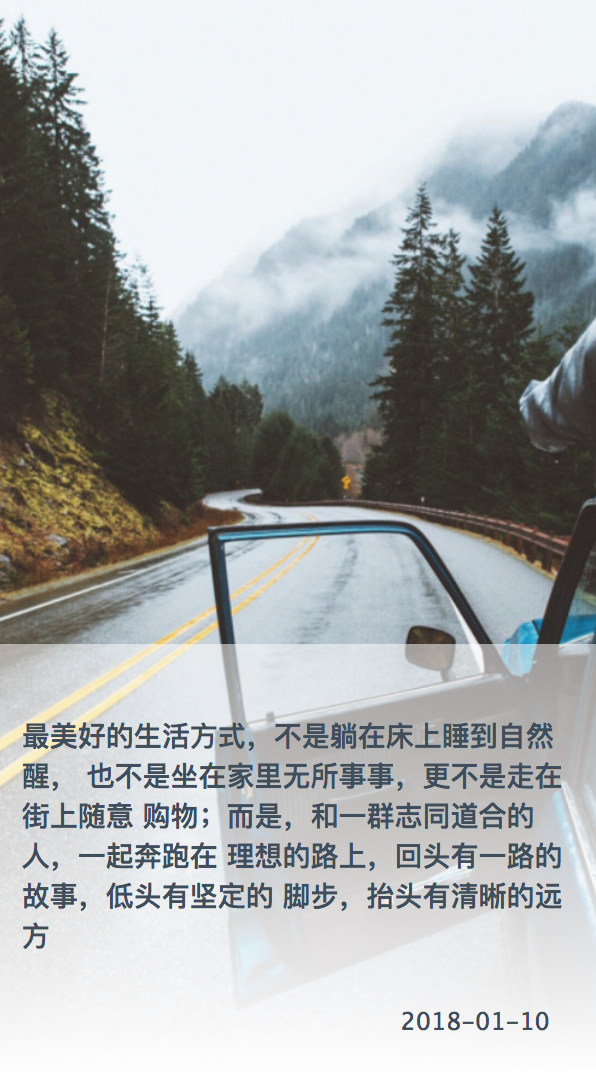 最美好的生活方式，不是躺在床上睡到自然
醒， 也不是坐在家里无所事事，更不是走在
街上随意 购物；而是，和一群志同道合的
人，一起奔跑在 理想的路上，回头有一路的
故事，低头有坚定的 脚步，抬头有清晰的远
方
2018-01-10